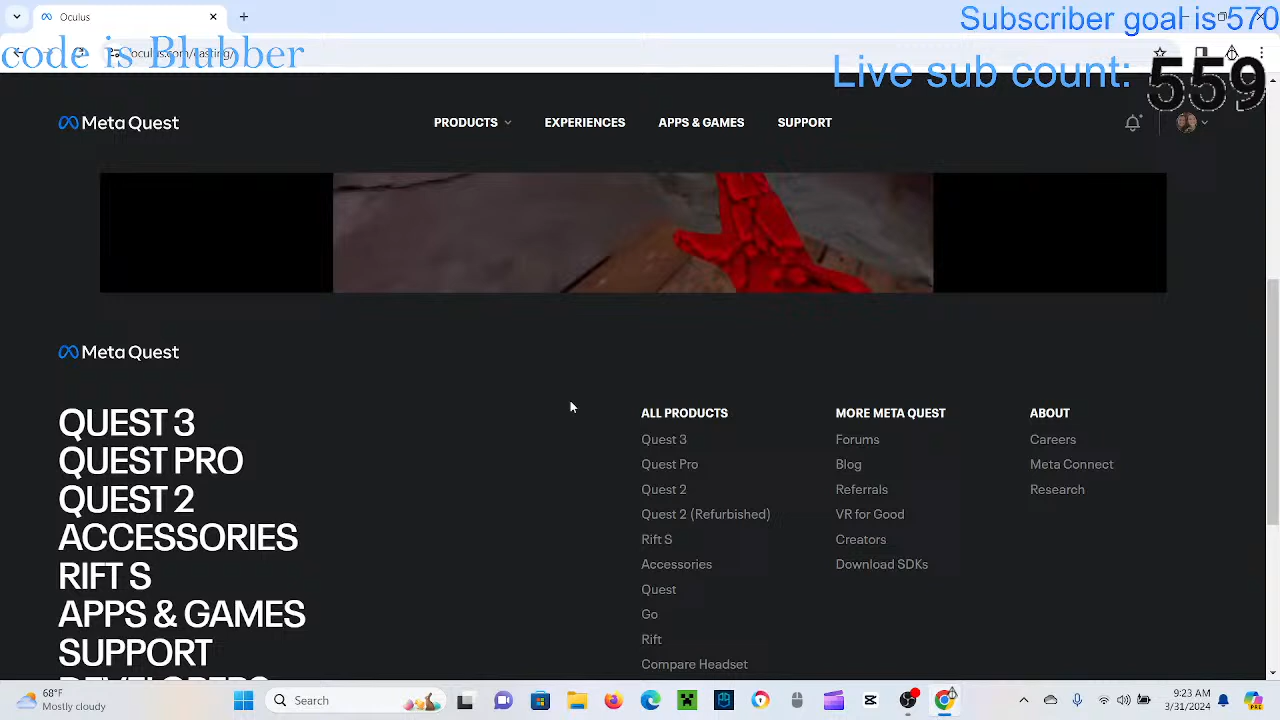 Oculus
Subscriber goal is 570
code is Blubber
oculus.com/casting/
Live sub count: 559
Meta Quest
PRODUCTS
EXPERIENCES
APPS & GAMES
SUPPORT
Meta Quest
QUEST 3
QUEST PRO
QUEST 2
ACCESSORIES
RIFT S
APPS & GAMES
SUPPORT
DEVELOPERS
ALL PRODUCTS
Quest 3
Quest Pro
Quest 2
Quest 2 (Refurbished)
Rift S
Accessories
Quest
Go
Rift
Compare Headset
MORE META QUEST
Forums
Blog
Referrals
VR for Good
Creators
Download SDKs
ABOUT
Careers
Meta Connect
Research
68°F
Mostly cloudy
Search
9:23 AM
3/31/2024